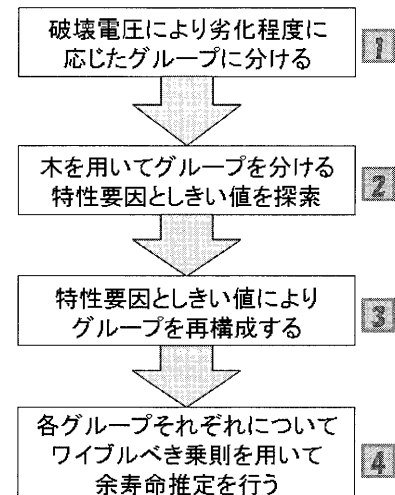 破壊電圧により劣化程度に
応じたグループに分ける
1
木を用いてグループを分ける
特性要因としきい値を探索
2
特性要因としきい値により
グループを再構成する
3
各グループそれぞれについて
ワイブルべき乗則を用いて
余寿命推定を行う
4